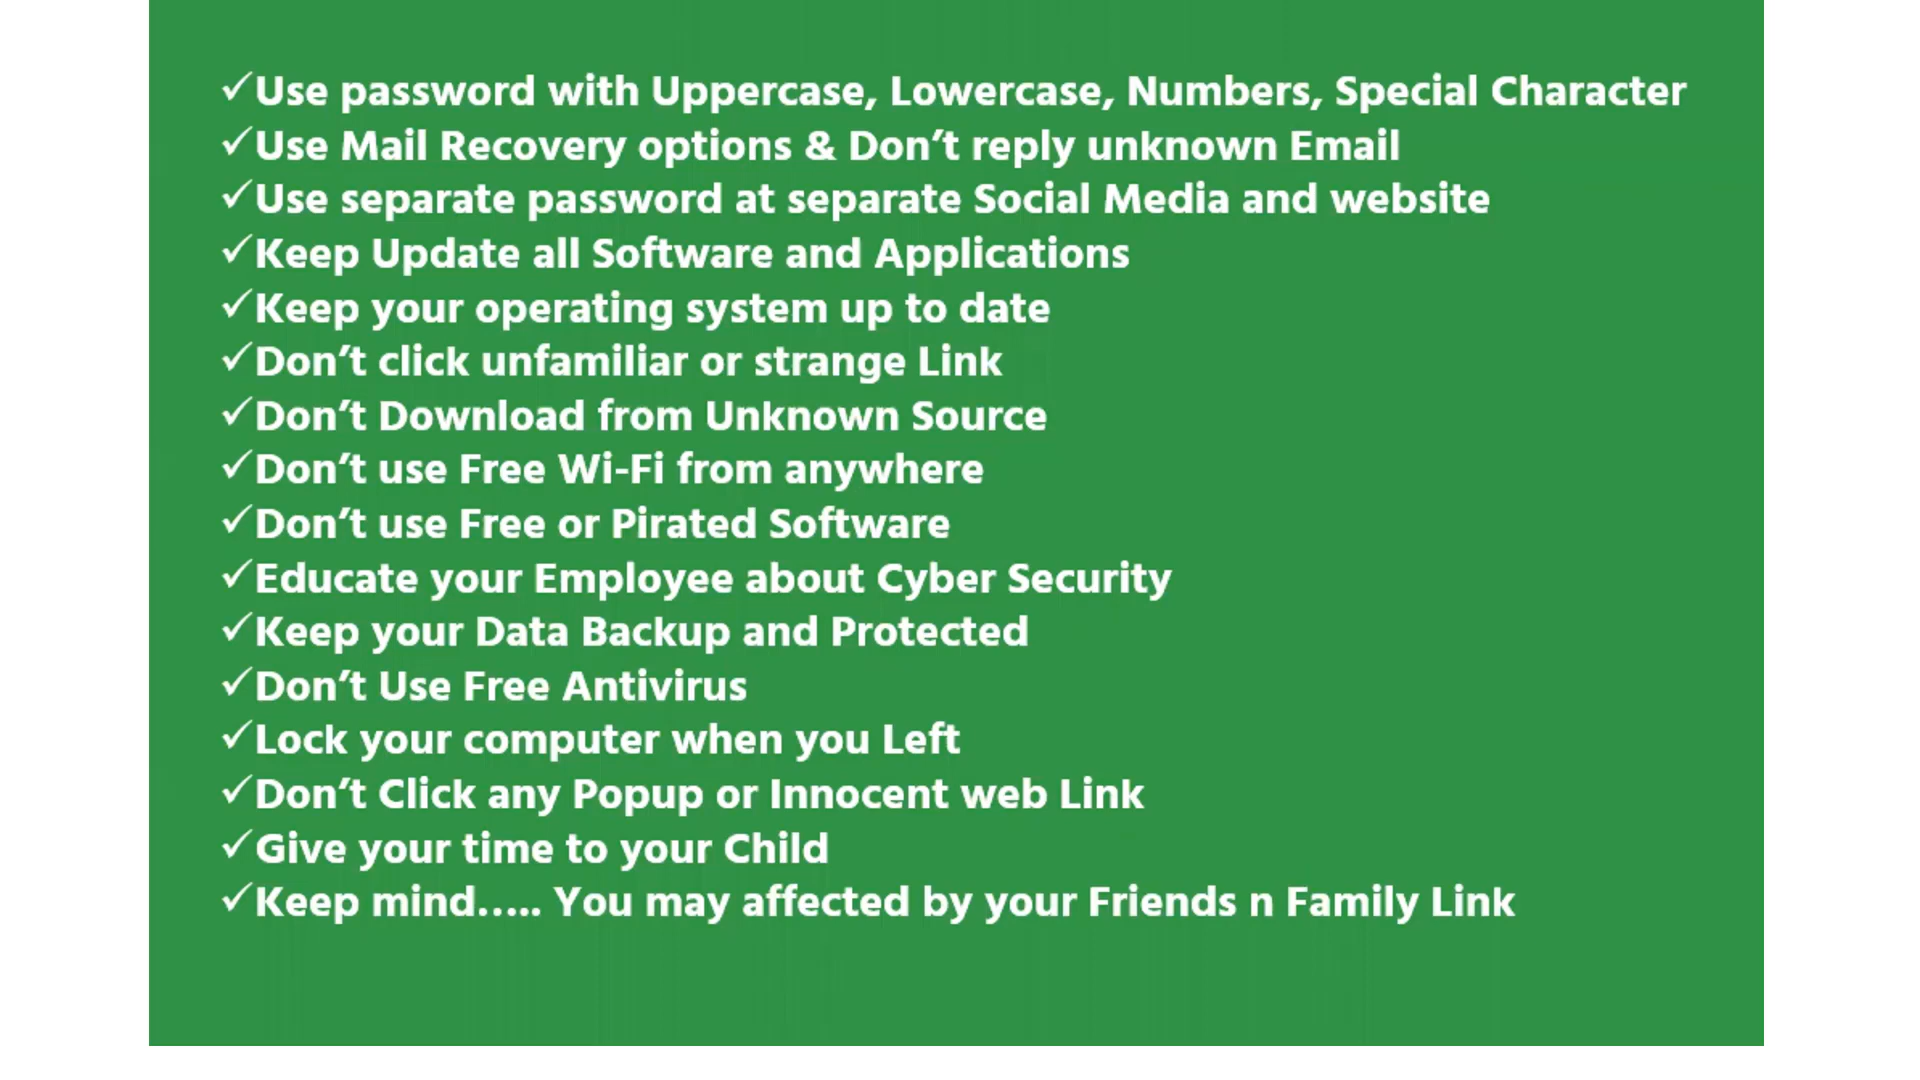 ✓Use password with Uppercase, Lowercase, Numbers, Special Character
✓Use Mail Recovery options & Don’t reply unknown Email
✓Use separate password at separate Social Media and website
✓Keep Update all Software and Applications
✓Keep your operating system up to date
✓Don’t click unfamiliar or strange Link
✓Don’t Download from Unknown Source
✓Don’t use Free Wi-Fi from anywhere
✓Don’t use Free or Pirated Software
✓Educate your Employee about Cyber Security
✓Keep your Data Backup and Protected
✓Don’t Use Free Antivirus
✓Lock your computer when you Left
✓Don’t Click any Popup or Innocent web Link
✓Give your time to your Child
✓Keep mind..... You may affected by your Friends n Family Link